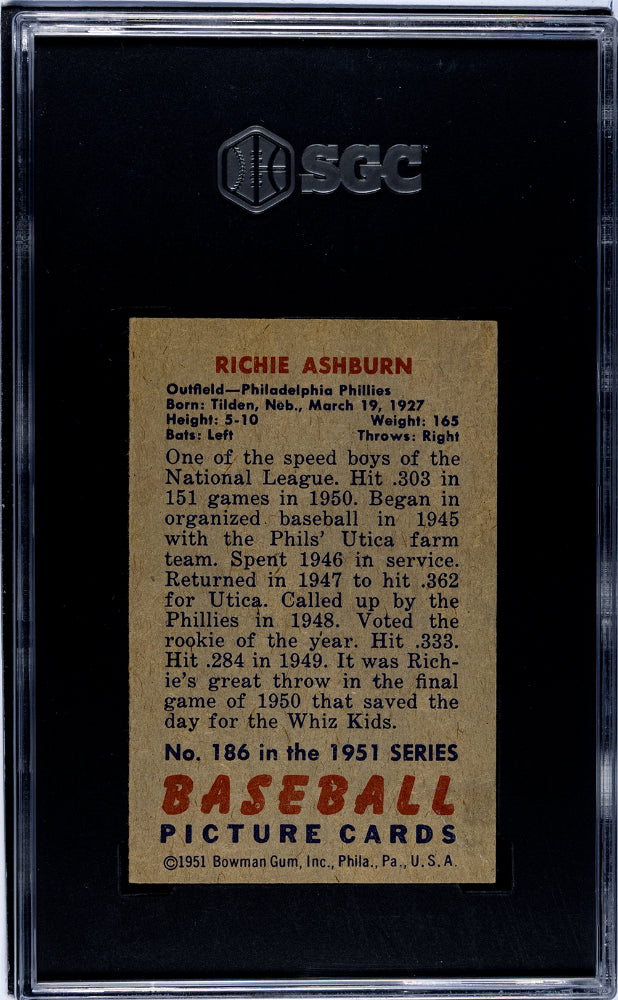 SGC
RICHIE ASHBURN
Outfield—Philadelphia Phillies
Born: Tilden, Neb., March 19, 1927
Height: 5-10 Weight: 165
Bats: Left Throws: Right
One of the speed boys of the
National League. Hit .303 in
151 games in 1950. Began in
organized baseball in 1945
with the Phils' Utica farm
team. Spent 1946 in service.
Returned in 1947 to hit .362
for Utica. Called up by the
Phillies in 1948. Voted the
rookie of the year. Hit .333.
Hit .284 in 1949. It was Rich-
ie's great throw in the final
game of 1950 that saved the
day for the Whiz Kids.
No. 186 in the 1951 SERIES
BASEBALL
PICTURE CARDS
©1951 Bowman Gum, Inc., Phila., Pa., U.S.A.